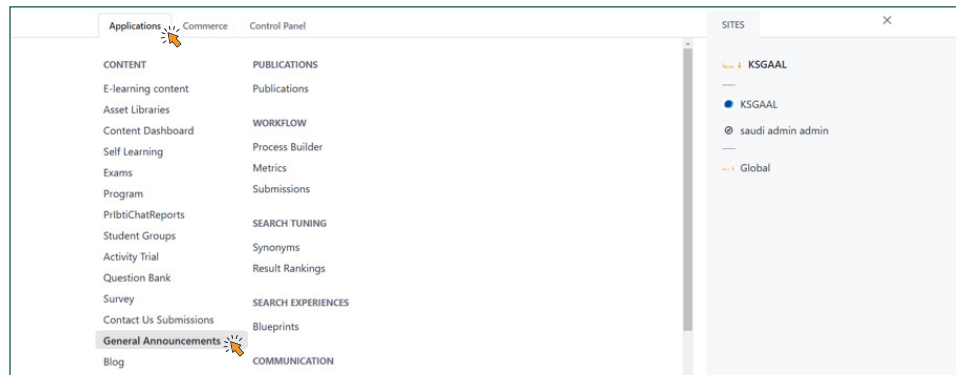 Applications
Commerce
Control Panel
SITES
CONTENT
E-learning content
Asset Libraries
Content Dashboard
Self Learning
Exams
Program
PrIbtiChatReports
Student Groups
Activity Trial
Question Bank
Survey
Contact Us Submissions
General Announcements
Blog
PUBLICATIONS
Publications
WORKFLOW
Process Builder
Metrics
Submissions
SEARCH TUNING
Synonyms
Result Rankings
SEARCH EXPERIENCES
Blueprints
COMMUNICATION
KSGAAL
KSGAAL
saudi admin admin
Global